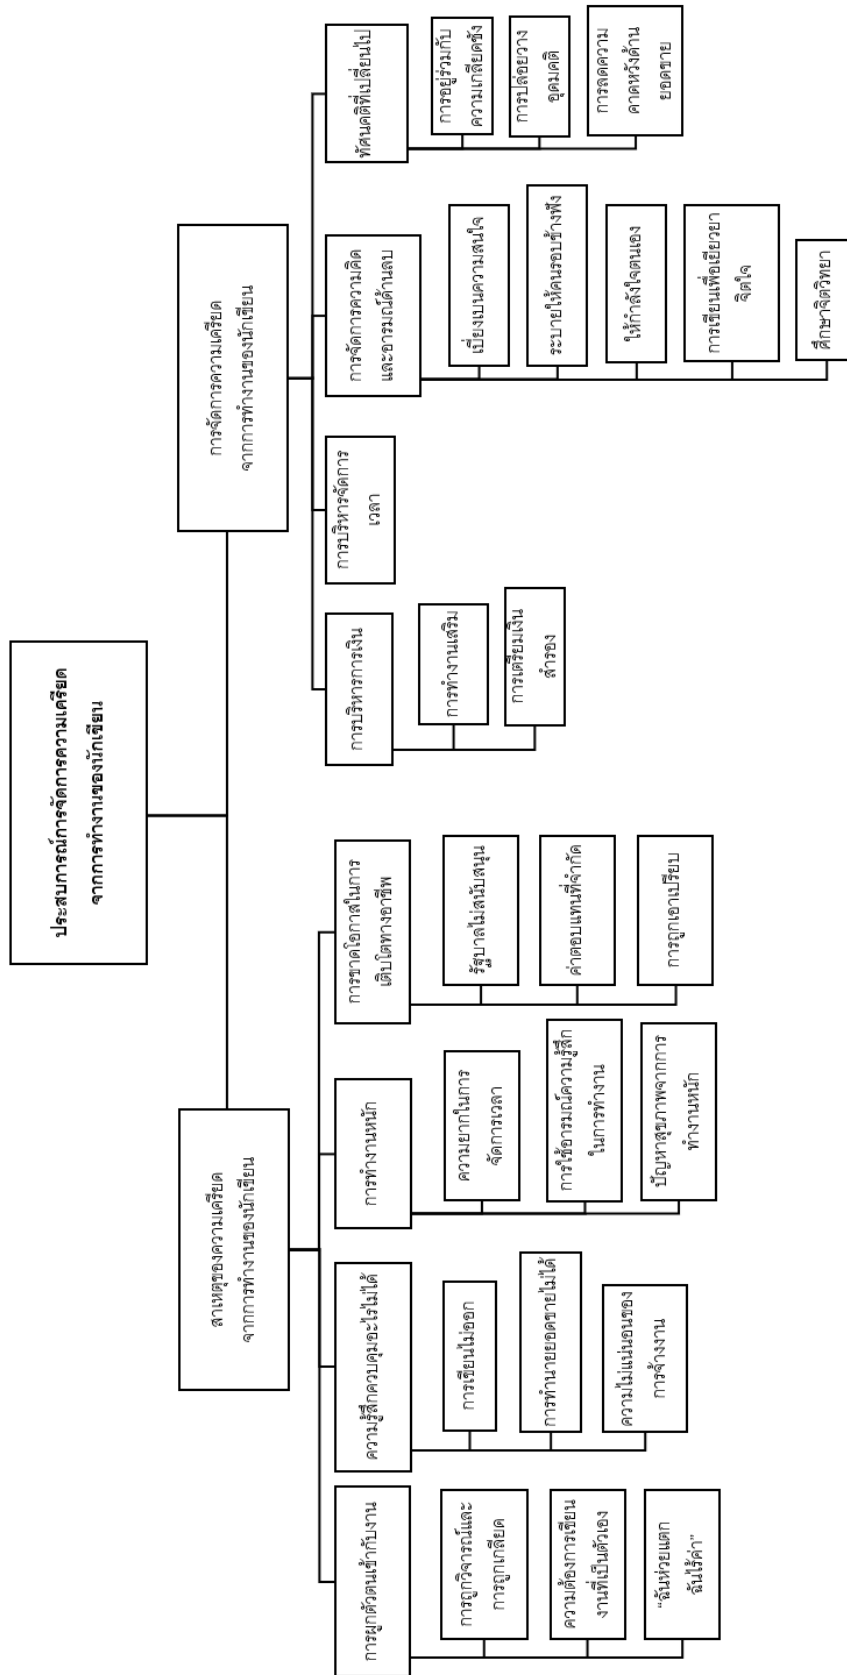 ประสบการณ์การจัดการความเครียด
จากการทำงานของนักเขียน
สาเหตุของความเครียด
จากการทำงานของนักเขียน
การผูกตัวตนเข้ากับงาน
การถูกวิจารณ์และ
การถูกเกลียด
ความต้องการเขียน
งานที่เป็นตัวเอง
“ฉันห่วยแตก
ฉันไร้ค่า”
ความรู้สึกควบคุมอะไรไม่ได้
การเขียนไม่ออก
การทำนายยอดขายไม่ได้
ความไม่แน่นอนของ
การจ้างงาน
การทำงานหนัก
ความยากในการ
จัดการเวลา
การใช้อารมณ์ความรู้สึก
ในการทำงาน
ปัญหาสุขภาพจากการ
ทำงานหนัก
การขาดโอกาสในการ
เติบโตทางอาชีพ
รัฐบาลไม่สนับสนุน
ค่าตอบแทนที่จำกัด
การถูกเอาเปรียบ
การจัดการความเครียด
จากการทำงานของนักเขียน
การบริหารการเงิน
การทำงานเสริม
การเตรียมเงิน
สำรอง
การบริหารจัดการ
เวลา
การจัดการความคิด
และอารมณ์ด้านลบ
เบี่ยงเบนความสนใจ
ระบายให้คนรอบข้างฟัง
ให้กำลังใจตนเอง
การเขียนเพื่อเยียวยา
จิตใจ
ศึกษาจิตวิทยา
ทัศนคติที่เปลี่ยนไป
การอยู่ร่วมกับ
ความเกลียดชัง
การปล่อยวาง
อุดมคติ
การลดความ
คาดหวังด้าน
ยอดขาย